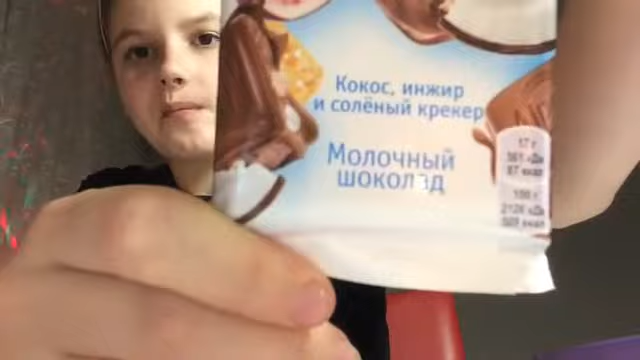 Кокос, инжир
и солёный крекер
Молочный
шоколад
17 г
361 кДж
87 ккал
100 г
2126 кДж
509 ккал